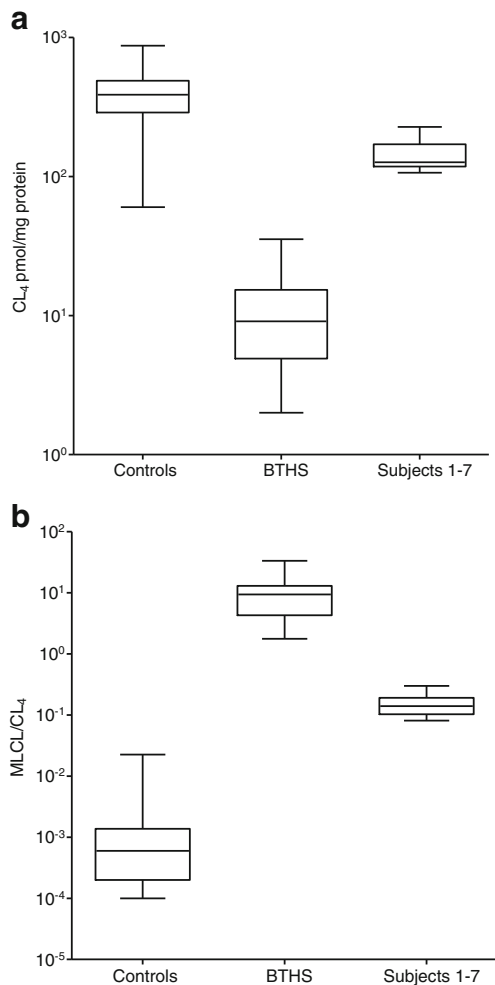 a
CL₄ pmol/mg protein
10³
10²
10¹
10⁰
Controls BTHS Subjects 1-7
b
MLCL/CL₄
10²
10¹
10⁰
10⁻¹
10⁻²
10⁻³
10⁻⁴
10⁻⁵
Controls BTHS Subjects 1-7